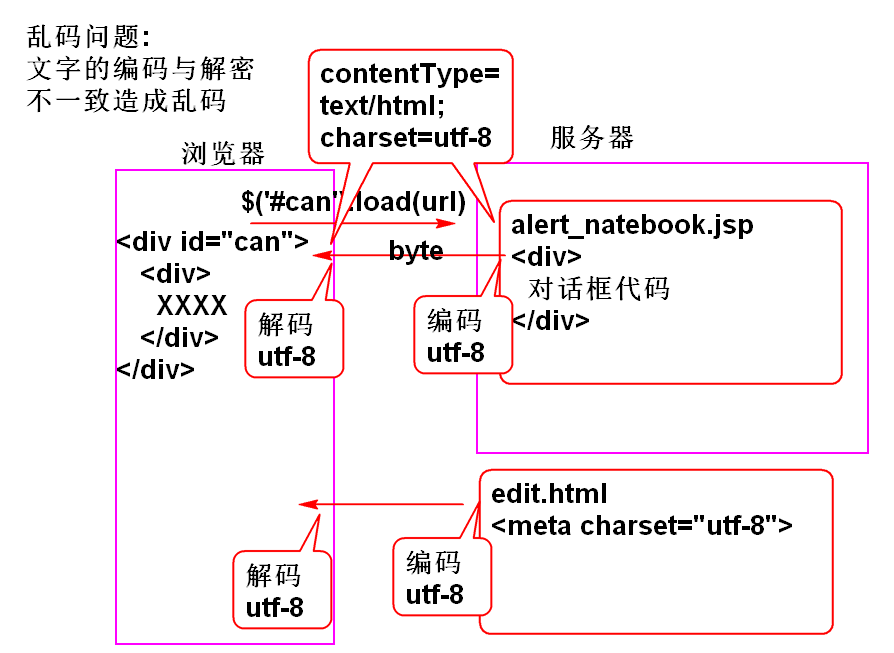 乱码问题:
文字的编码与解密
不一致造成乱码
contentType=
text/html;
charset=utf-8
浏览器
服务器
$('#can').load(url)
byte
<div id="can">
<div>
XXXX
</div>
</div>
解码
utf-8
编码
utf-8
alert_natebook.jsp
<div>
对话框代码
</div>
edit.html
<meta charset="utf-8">
解码
utf-8
编码
utf-8